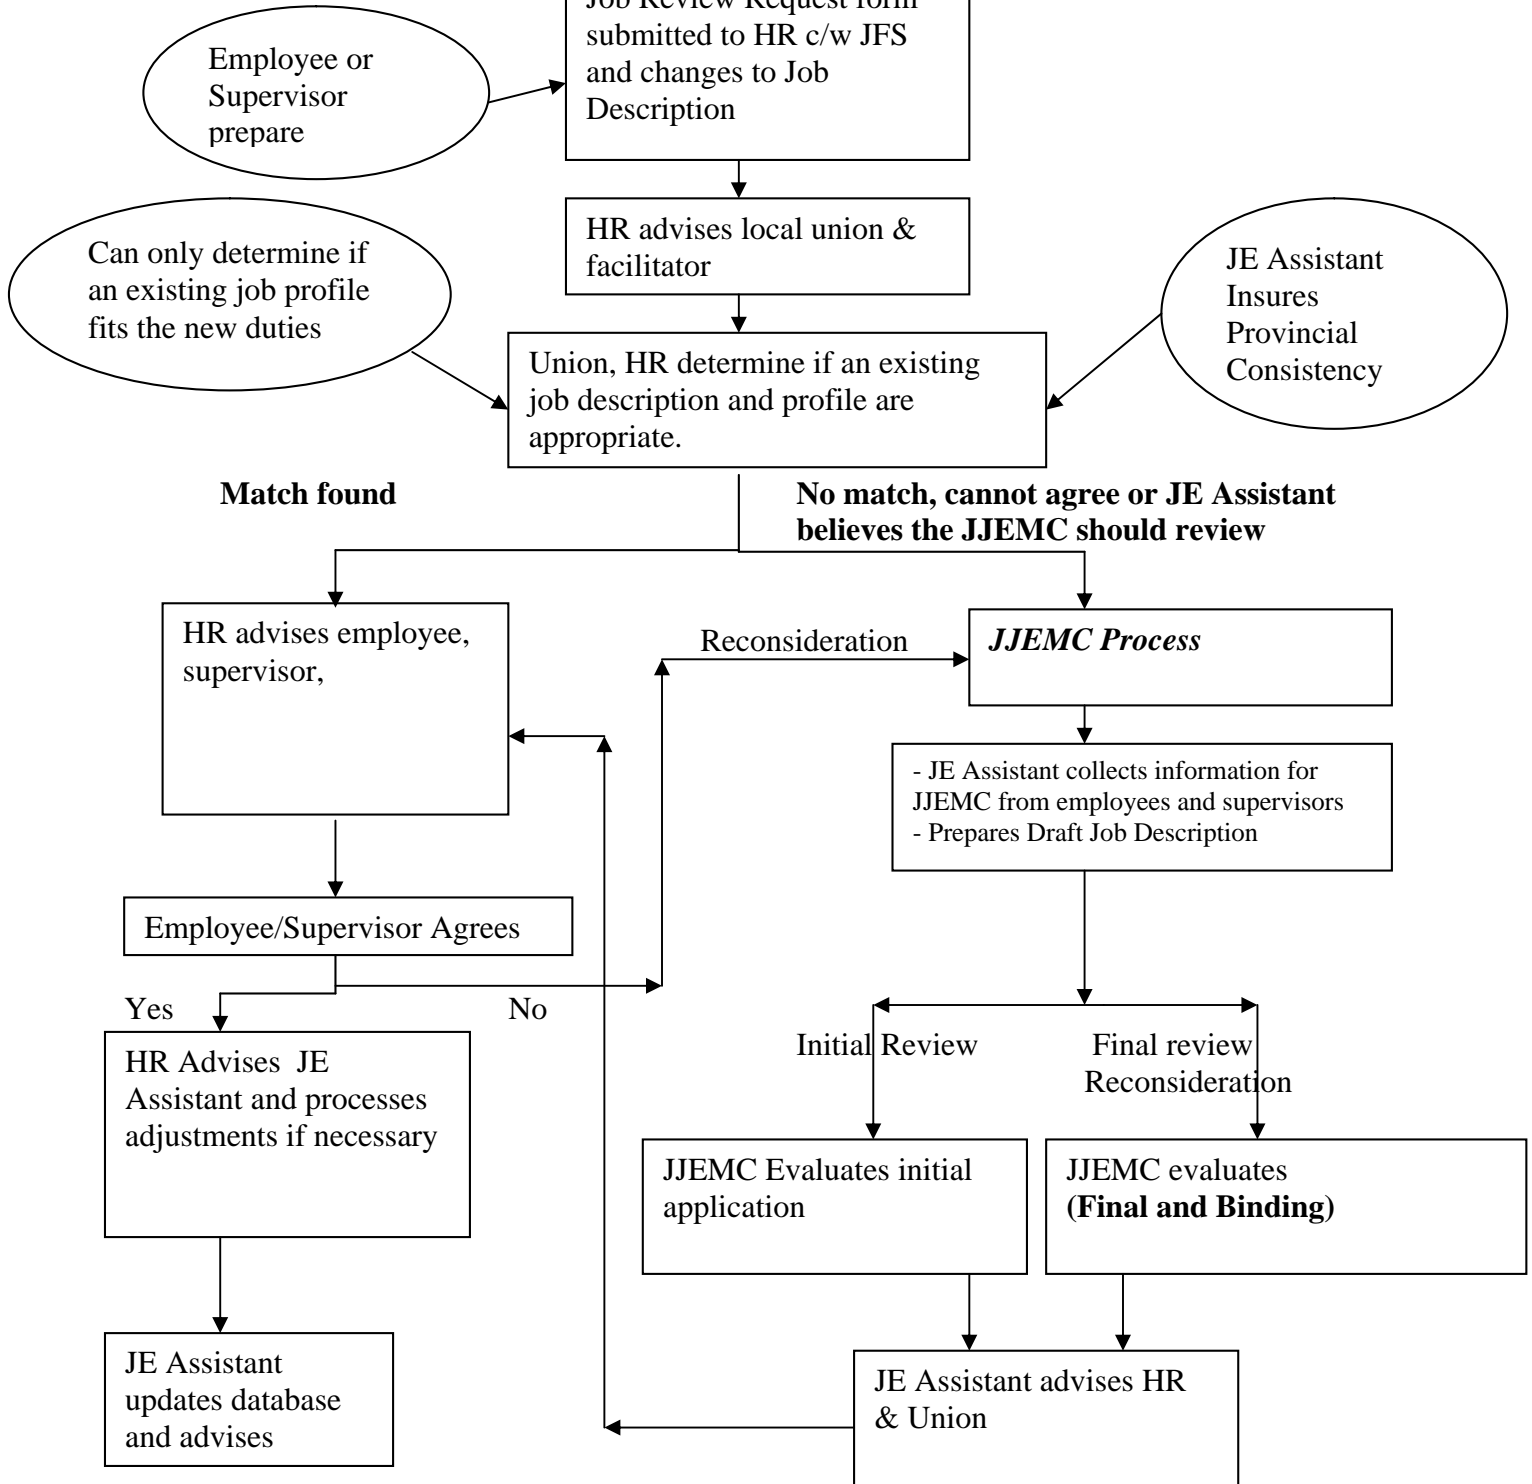 Job Review Request form
submitted to HR c/w JFS
and changes to Job
Description
Employee or
Supervisor
prepare
HR advises local union &
facilitator
Can only determine if
an existing job profile
fits the new duties
JE Assistant
Insures
Provincial
Consistency
Union, HR determine if an existing
job description and profile are
appropriate.
Match found
No match, cannot agree or JE Assistant
believes the JJEMC should review
HR advises employee,
supervisor,
Reconsideration
JJEMC Process
- JE Assistant collects information for
JJEMC from employees and supervisors
- Prepares Draft Job Description
Employee/Supervisor Agrees
Yes
No
HR Advises  JE
Assistant and processes
adjustments if necessary
Initial Review
Final review
Reconsideration
JJEMC Evaluates initial
application
JJEMC evaluates
(Final and Binding)
JE Assistant
updates database
and advises
JE Assistant advises HR
& Union